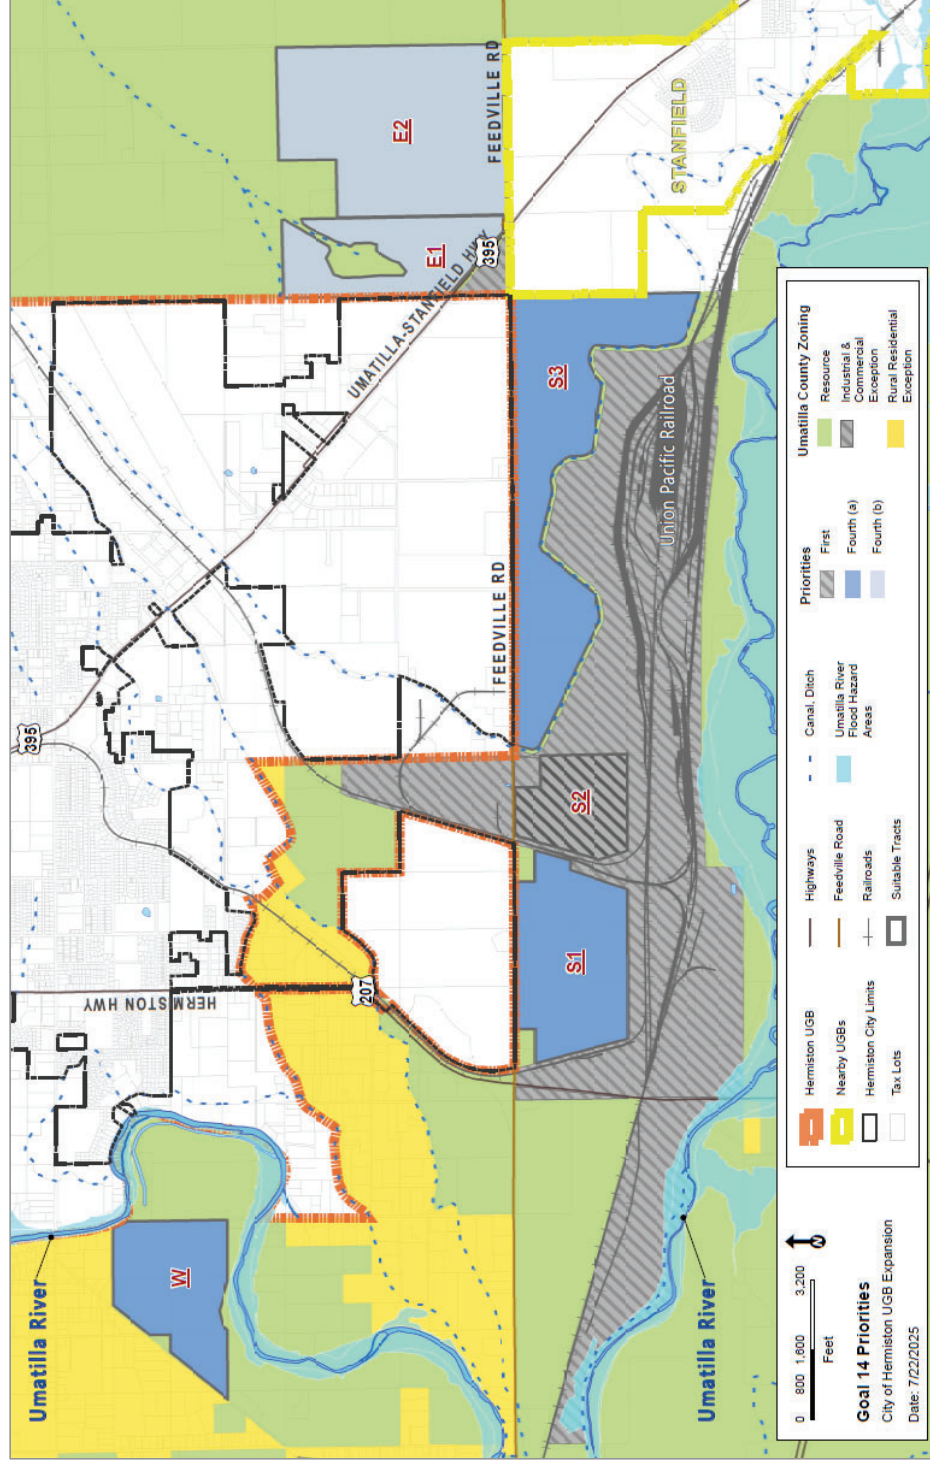 Umatilla River
395
HERMISTON HWY
UMATILLA-STANFIELD HWY
W
207
E1
E2
395
FEEDVILLE RD
FEEDVILLE RD
S1
S2
S3
STANFIELD
Union Pacific Railroad
Umatilla River
0 800 1,600 3,200
Feet
N
Goal 14 Priorities
City of Hermiston UGB Expansion
Date: 7/22/2025
Hermiston UGB
Nearby UGBs
Hermiston City Limits
Tax Lots
Highways
Feedville Road
Railroads
Suitable Tracts
Canal, Ditch
Umatilla River
Flood Hazard
Areas
Priorities
First
Fourth (a)
Fourth (b)
Umatilla County Zoning
Resource
Industrial &
Commercial
Exception
Rural Residential
Exception